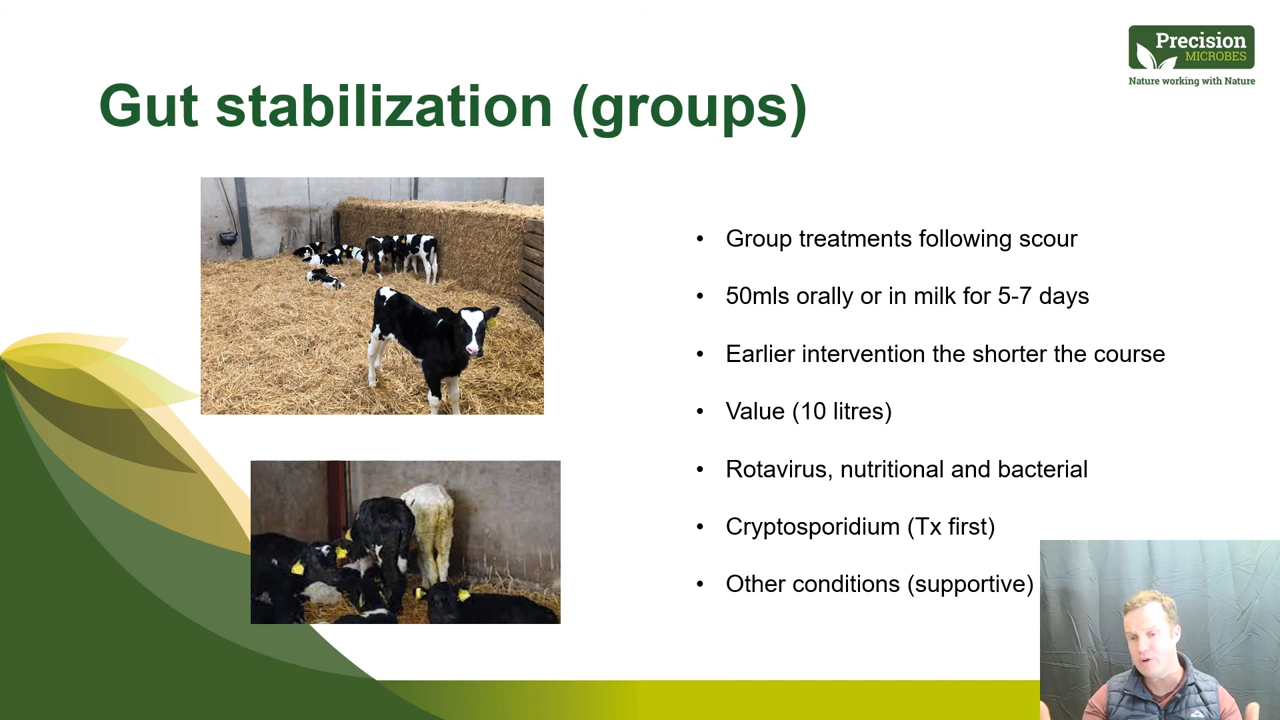 Precision
MICROBES
Nature working with Nature
Gut stabilization (groups)
• Group treatments following scour
• 50mls orally or in milk for 5-7 days
• Earlier intervention the shorter the course
• Value (10 litres)
• Rotavirus, nutritional and bacterial
• Cryptosporidium (Tx first)
• Other conditions (supportive)